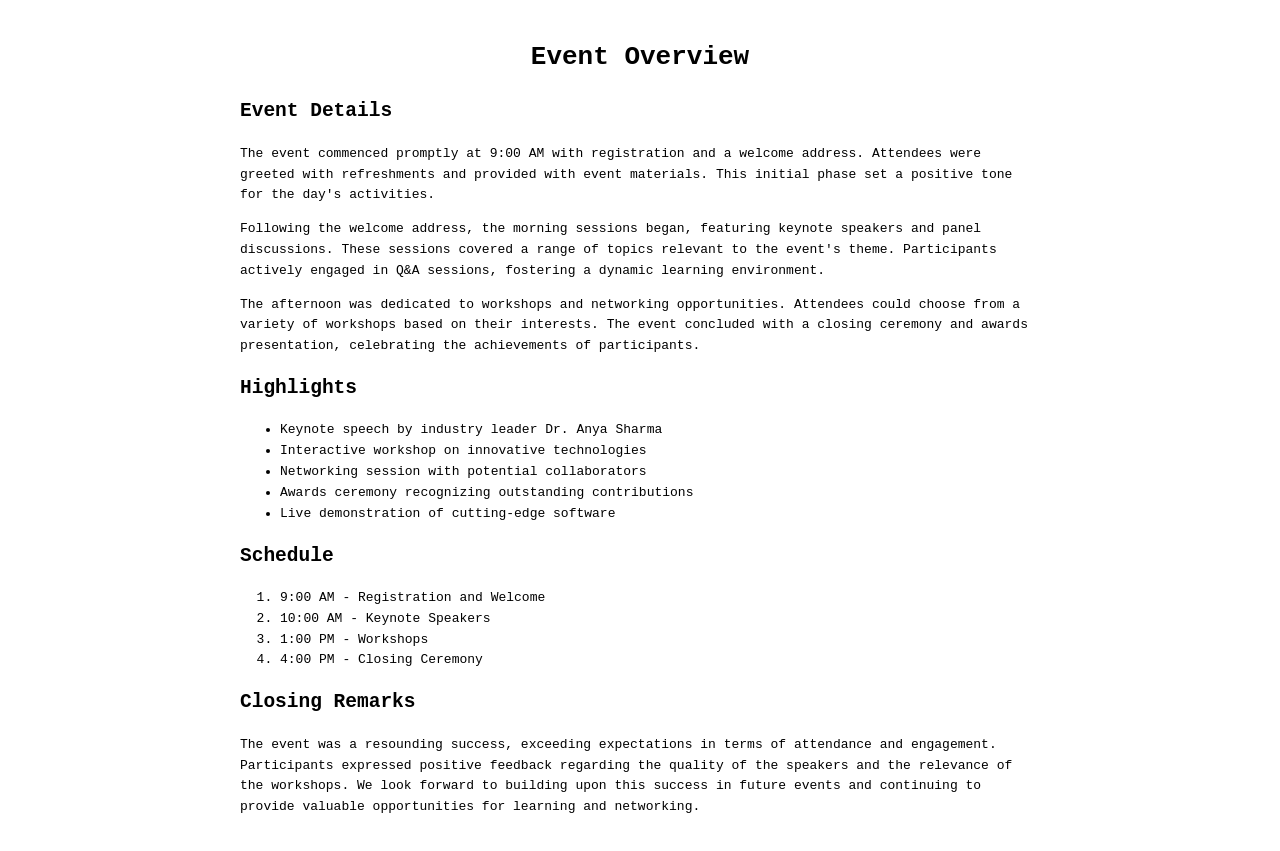 Event Overview
Event Details
The event commenced promptly at 9:00 AM with registration and a welcome address. Attendees were
greeted with refreshments and provided with event materials. This initial phase set a positive tone
for the day's activities.
Following the welcome address, the morning sessions began, featuring keynote speakers and panel
discussions. These sessions covered a range of topics relevant to the event's theme. Participants
actively engaged in Q&A sessions, fostering a dynamic learning environment.
The afternoon was dedicated to workshops and networking opportunities. Attendees could choose from a
variety of workshops based on their interests. The event concluded with a closing ceremony and awards
presentation, celebrating the achievements of participants.
Highlights
• Keynote speech by industry leader Dr. Anya Sharma
• Interactive workshop on innovative technologies
• Networking session with potential collaborators
• Awards ceremony recognizing outstanding contributions
• Live demonstration of cutting-edge software
Schedule
1. 9:00 AM - Registration and Welcome
2. 10:00 AM - Keynote Speakers
3. 1:00 PM - Workshops
4. 4:00 PM - Closing Ceremony
Closing Remarks
The event was a resounding success, exceeding expectations in terms of attendance and engagement.
Participants expressed positive feedback regarding the quality of the speakers and the relevance of
the workshops. We look forward to building upon this success in future events and continuing to
provide valuable opportunities for learning and networking.